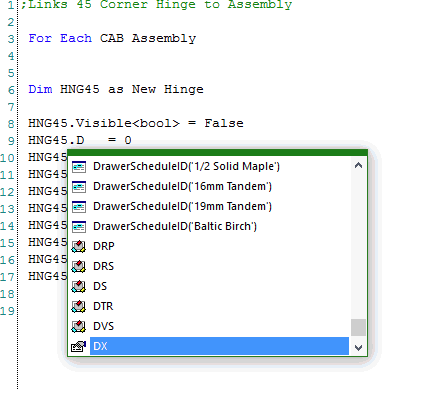 1 ;Links 45 Corner Hinge to Assembly
2
3 For Each CAB Assembly
4
5
6 Dim HNG45 as New Hinge
7
8 HNG45.Visible<bool> = False
9 HNG45.D = 0
10 HNG45
11 HNG45
12 HNG45
13 HNG45
14 HNG45
15 HNG45
16 HNG45
17 HNG45
18
19
DrawerScheduleID('1/2 Solid Maple')
DrawerScheduleID('16mm Tandem')
DrawerScheduleID('19mm Tandem')
DrawerScheduleID('Baltic Birch')
DRP
DRS
DS
DTR
DVS
DX